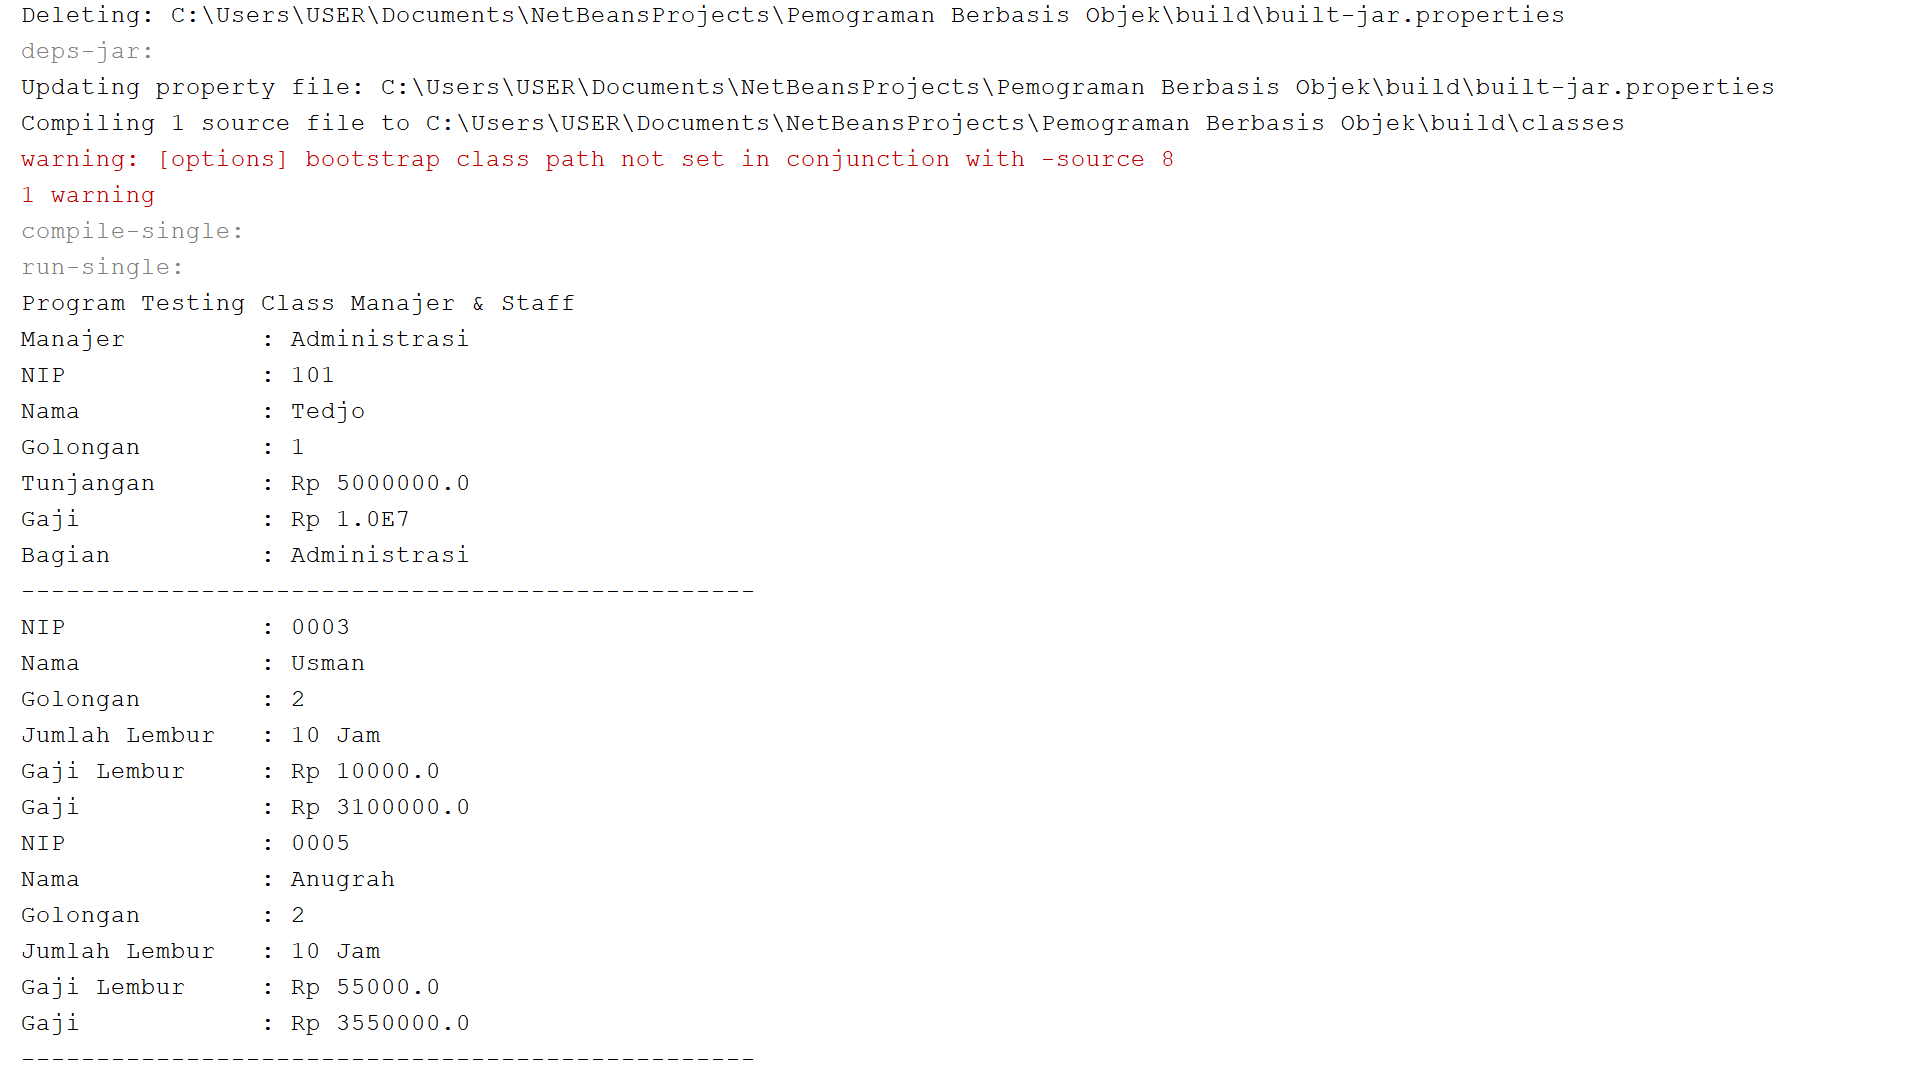 Deleting: C:\Users\USER\Documents\NetBeansProjects\Pemograman Berbasis Objek\build\built-jar.properties
deps-jar:
Updating property file: C:\Users\USER\Documents\NetBeansProjects\Pemograman Berbasis Objek\build\built-jar.properties
Compiling 1 source file to C:\Users\USER\Documents\NetBeansProjects\Pemograman Berbasis Objek\build\classes
warning: [options] bootstrap class path not set in conjunction with -source 8
1 warning
compile-single:
run-single:
Program Testing Class Manajer & Staff
Manajer         : Administrasi
NIP             : 101
Nama            : Tedjo
Golongan        : 1
Tunjangan       : Rp 5000000.0
Gaji            : Rp 1.0E7
Bagian          : Administrasi
-------------------------------------------------
NIP             : 0003
Nama            : Usman
Golongan        : 2
Jumlah Lembur   : 10 Jam
Gaji Lembur     : Rp 10000.0
Gaji            : Rp 3100000.0
NIP             : 0005
Nama            : Anugrah
Golongan        : 2
Jumlah Lembur   : 10 Jam
Gaji Lembur     : Rp 55000.0
Gaji            : Rp 3550000.0
-------------------------------------------------